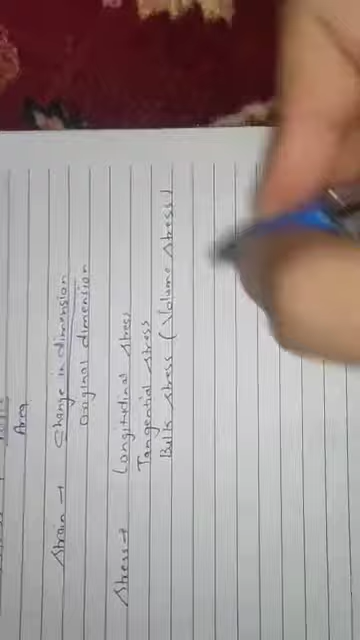 Area
Strain → Change in dimension
Original dimension
Stress → Longitudinal stress
Tangential stress
Bulk stress (Volume stress)